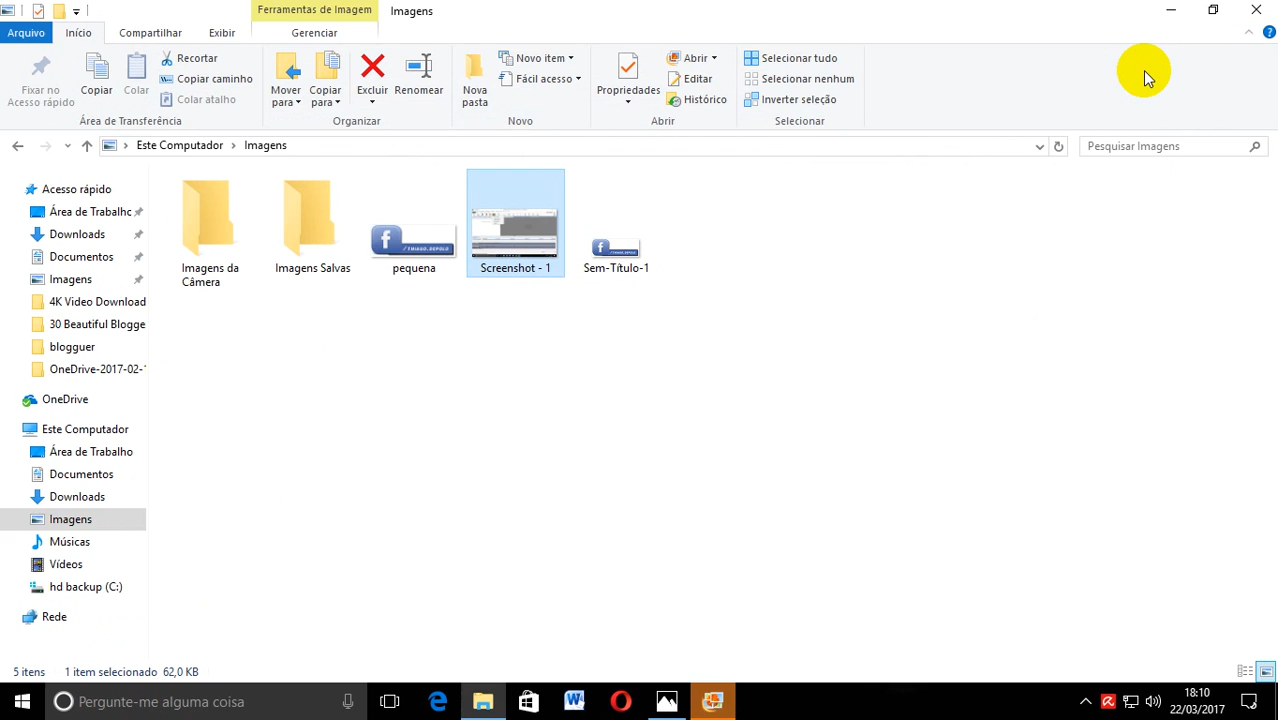 Ferramentas de Imagem
Imagens
Arquivo
Início
Compartilhar
Exibir
Gerenciar
Fixar no
Acesso rápido
Copiar
Colar
Recortar
Copiar caminho
Colar atalho
Área de Transferência
Mover
para
Copiar
para
Excluir
Renomear
Organizar
Nova
pasta
Novo item
Fácil acesso
Novo
Propriedades
Abrir
Editar
Histórico
Abrir
Selecionar tudo
Selecionar nenhum
Inverter seleção
Selecionar
Este Computador
Imagens
Pesquisar Imagens
Acesso rápido
Área de Trabalho
Downloads
Documentos
Imagens
4K Video Download
30 Beautiful Blogge
blogguer
OneDrive-2017-02-1
OneDrive
Este Computador
Área de Trabalho
Documentos
Downloads
Imagens
Músicas
Vídeos
hd backup (C:)
Rede
Imagens da
Câmera
Imagens Salvas
/THIAGO.DEPOLO
pequena
Screenshot - 1
Sem-Título-1
5 itens
1 item selecionado 62,0 KB
Pergunte-me alguma coisa
18:10
22/03/2017